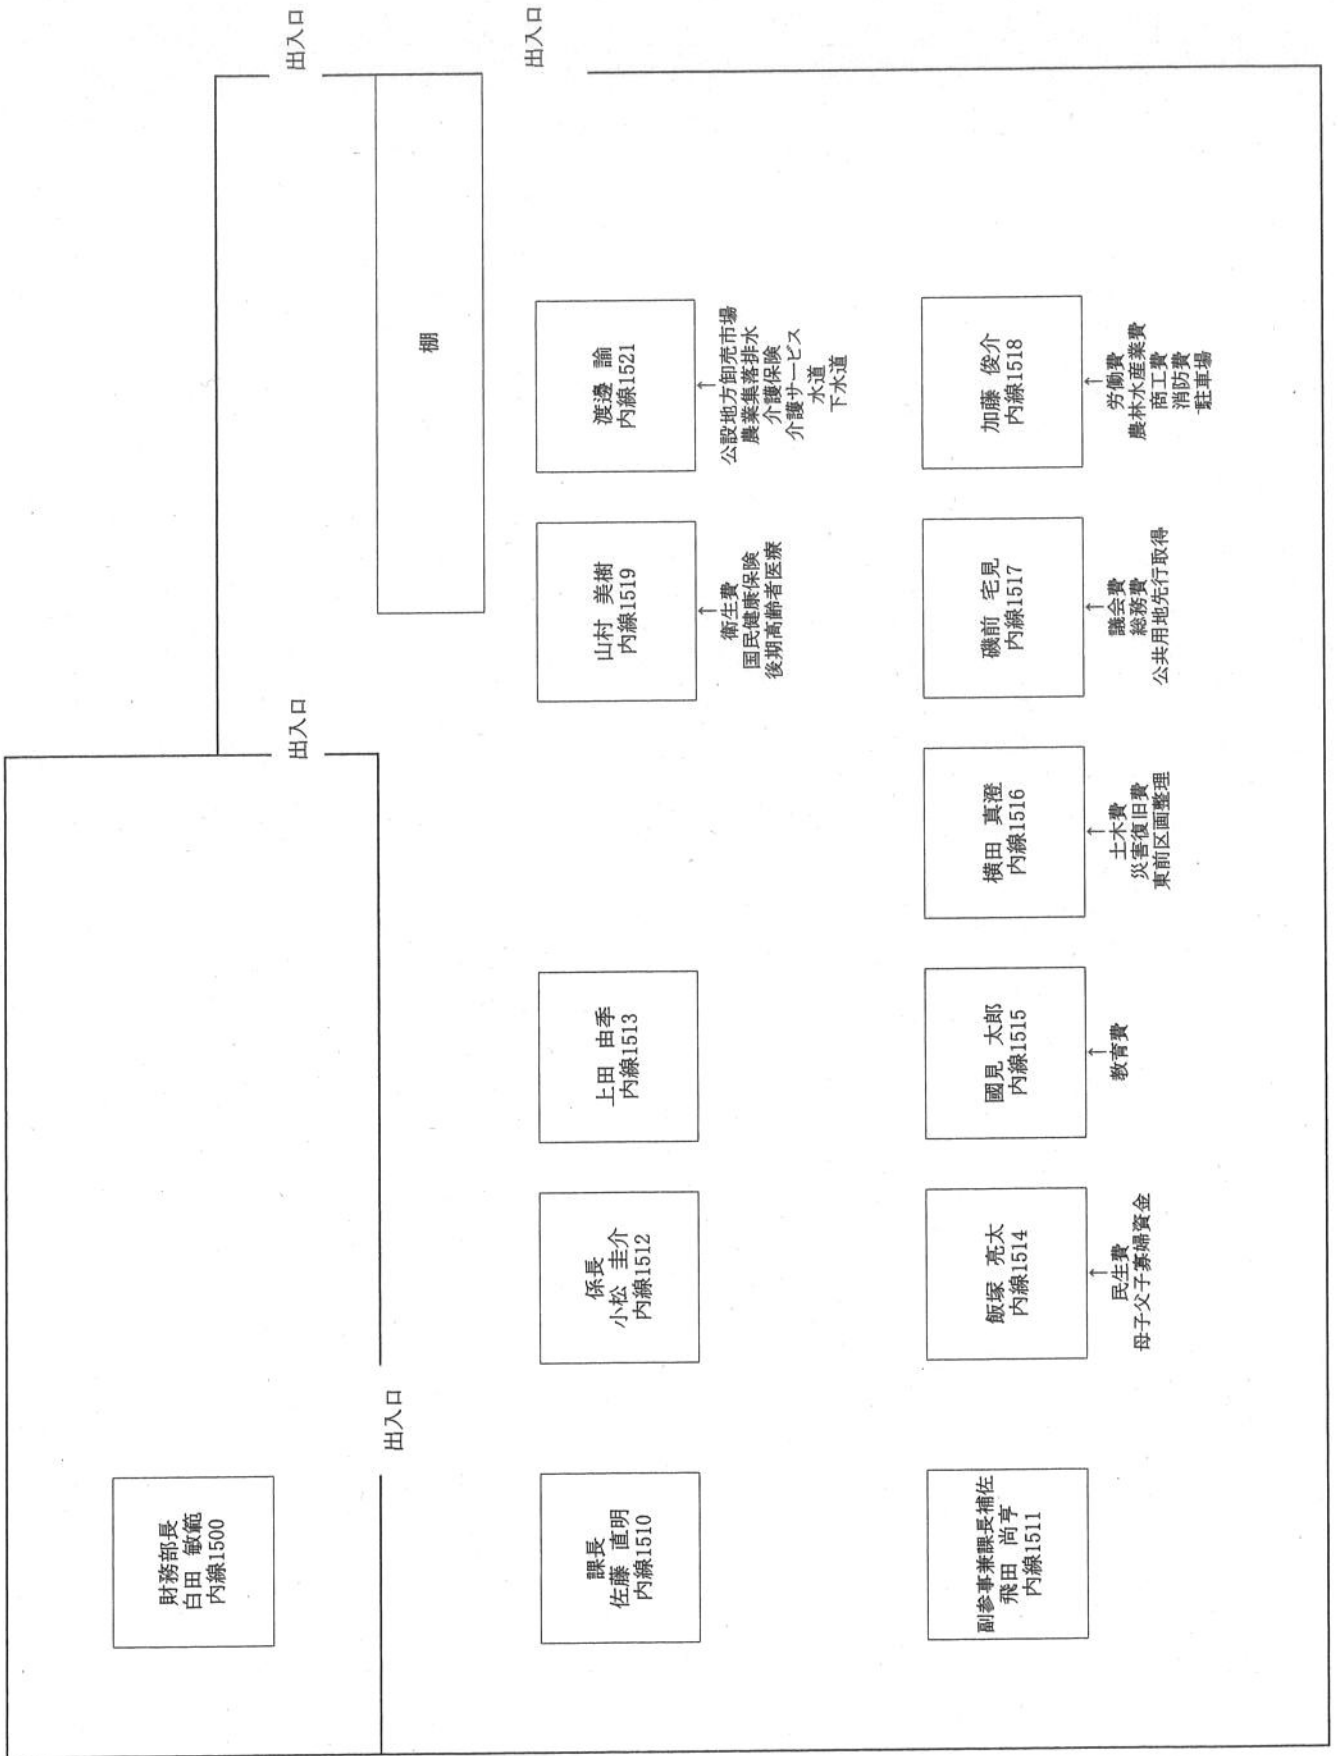 財務部長
白田 敏範
内線1500
出入口
出入口
出入口
出入口
棚
課長
佐藤 直明
内線1510
係長
小松 圭介
内線1512
上田 由季
内線1513
山村 美樹
内線1519
↑
衛生費
国民健康保険
後期高齢者医療
渡邊 諭
内線1521
↑
公設地方卸売市場
農業集落排水
介護保険
介護サービス
水道
下水道
副参事兼課長補佐
飛田 尚亨
内線1511
飯塚 亮太
内線1514
↑
民生費
母子父子寡婦資金
國見 太郎
内線1515
↑
教育費
横田 真澄
内線1516
↑
土木費
災害復旧費
東前区画整理
磯前 宅見
内線1517
↑
議会費
総務費
公共用地先行取得
加藤 俊介
内線1518
↑
労働費
農林水産業費
商工費
消防費
駐車場